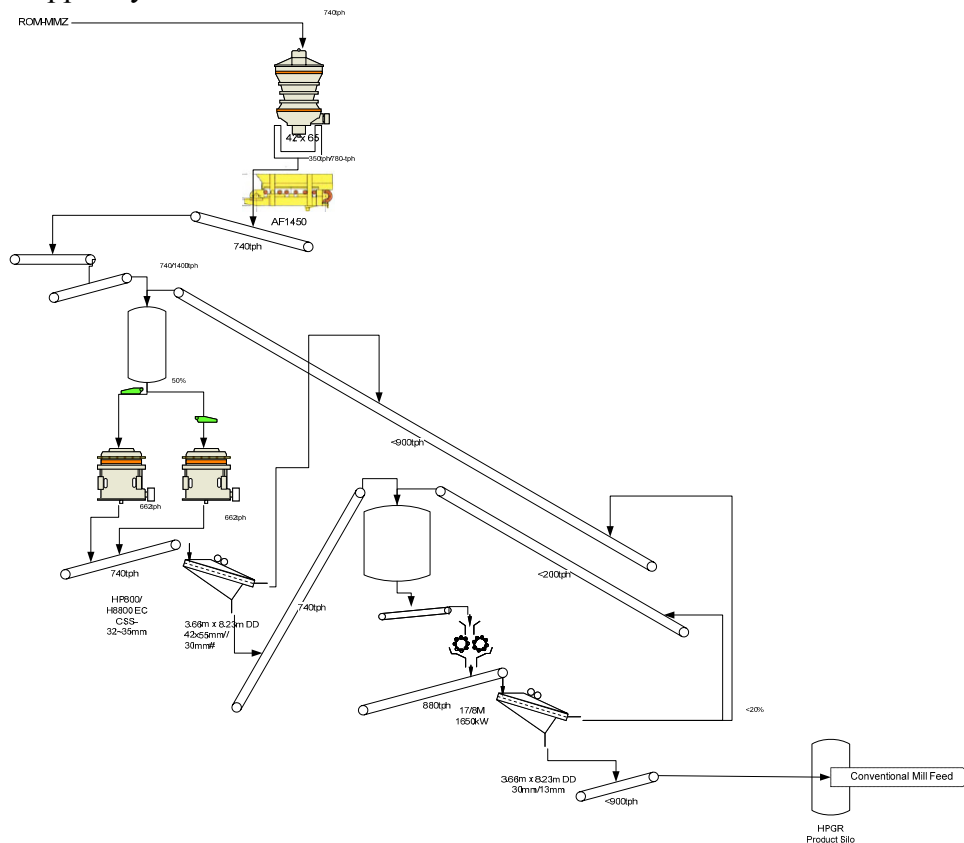 740tph
ROM-MMZ
42 x 65
350tph/780-tph
AF1450
740tph
740/1400tph
50%
<900tph
662tph
662tph
740tph
<200tph
HP800/
H8800 EC
CSS-
32~35mm
3.66m x 8.23m DD
42x55mm//
30mm#
740tph
880tph
17/8M
1650kW
<20%
3.66m x 8.23m DD
30mm/13mm
<900tph
Conventional Mill Feed
HPGR
Product Silo